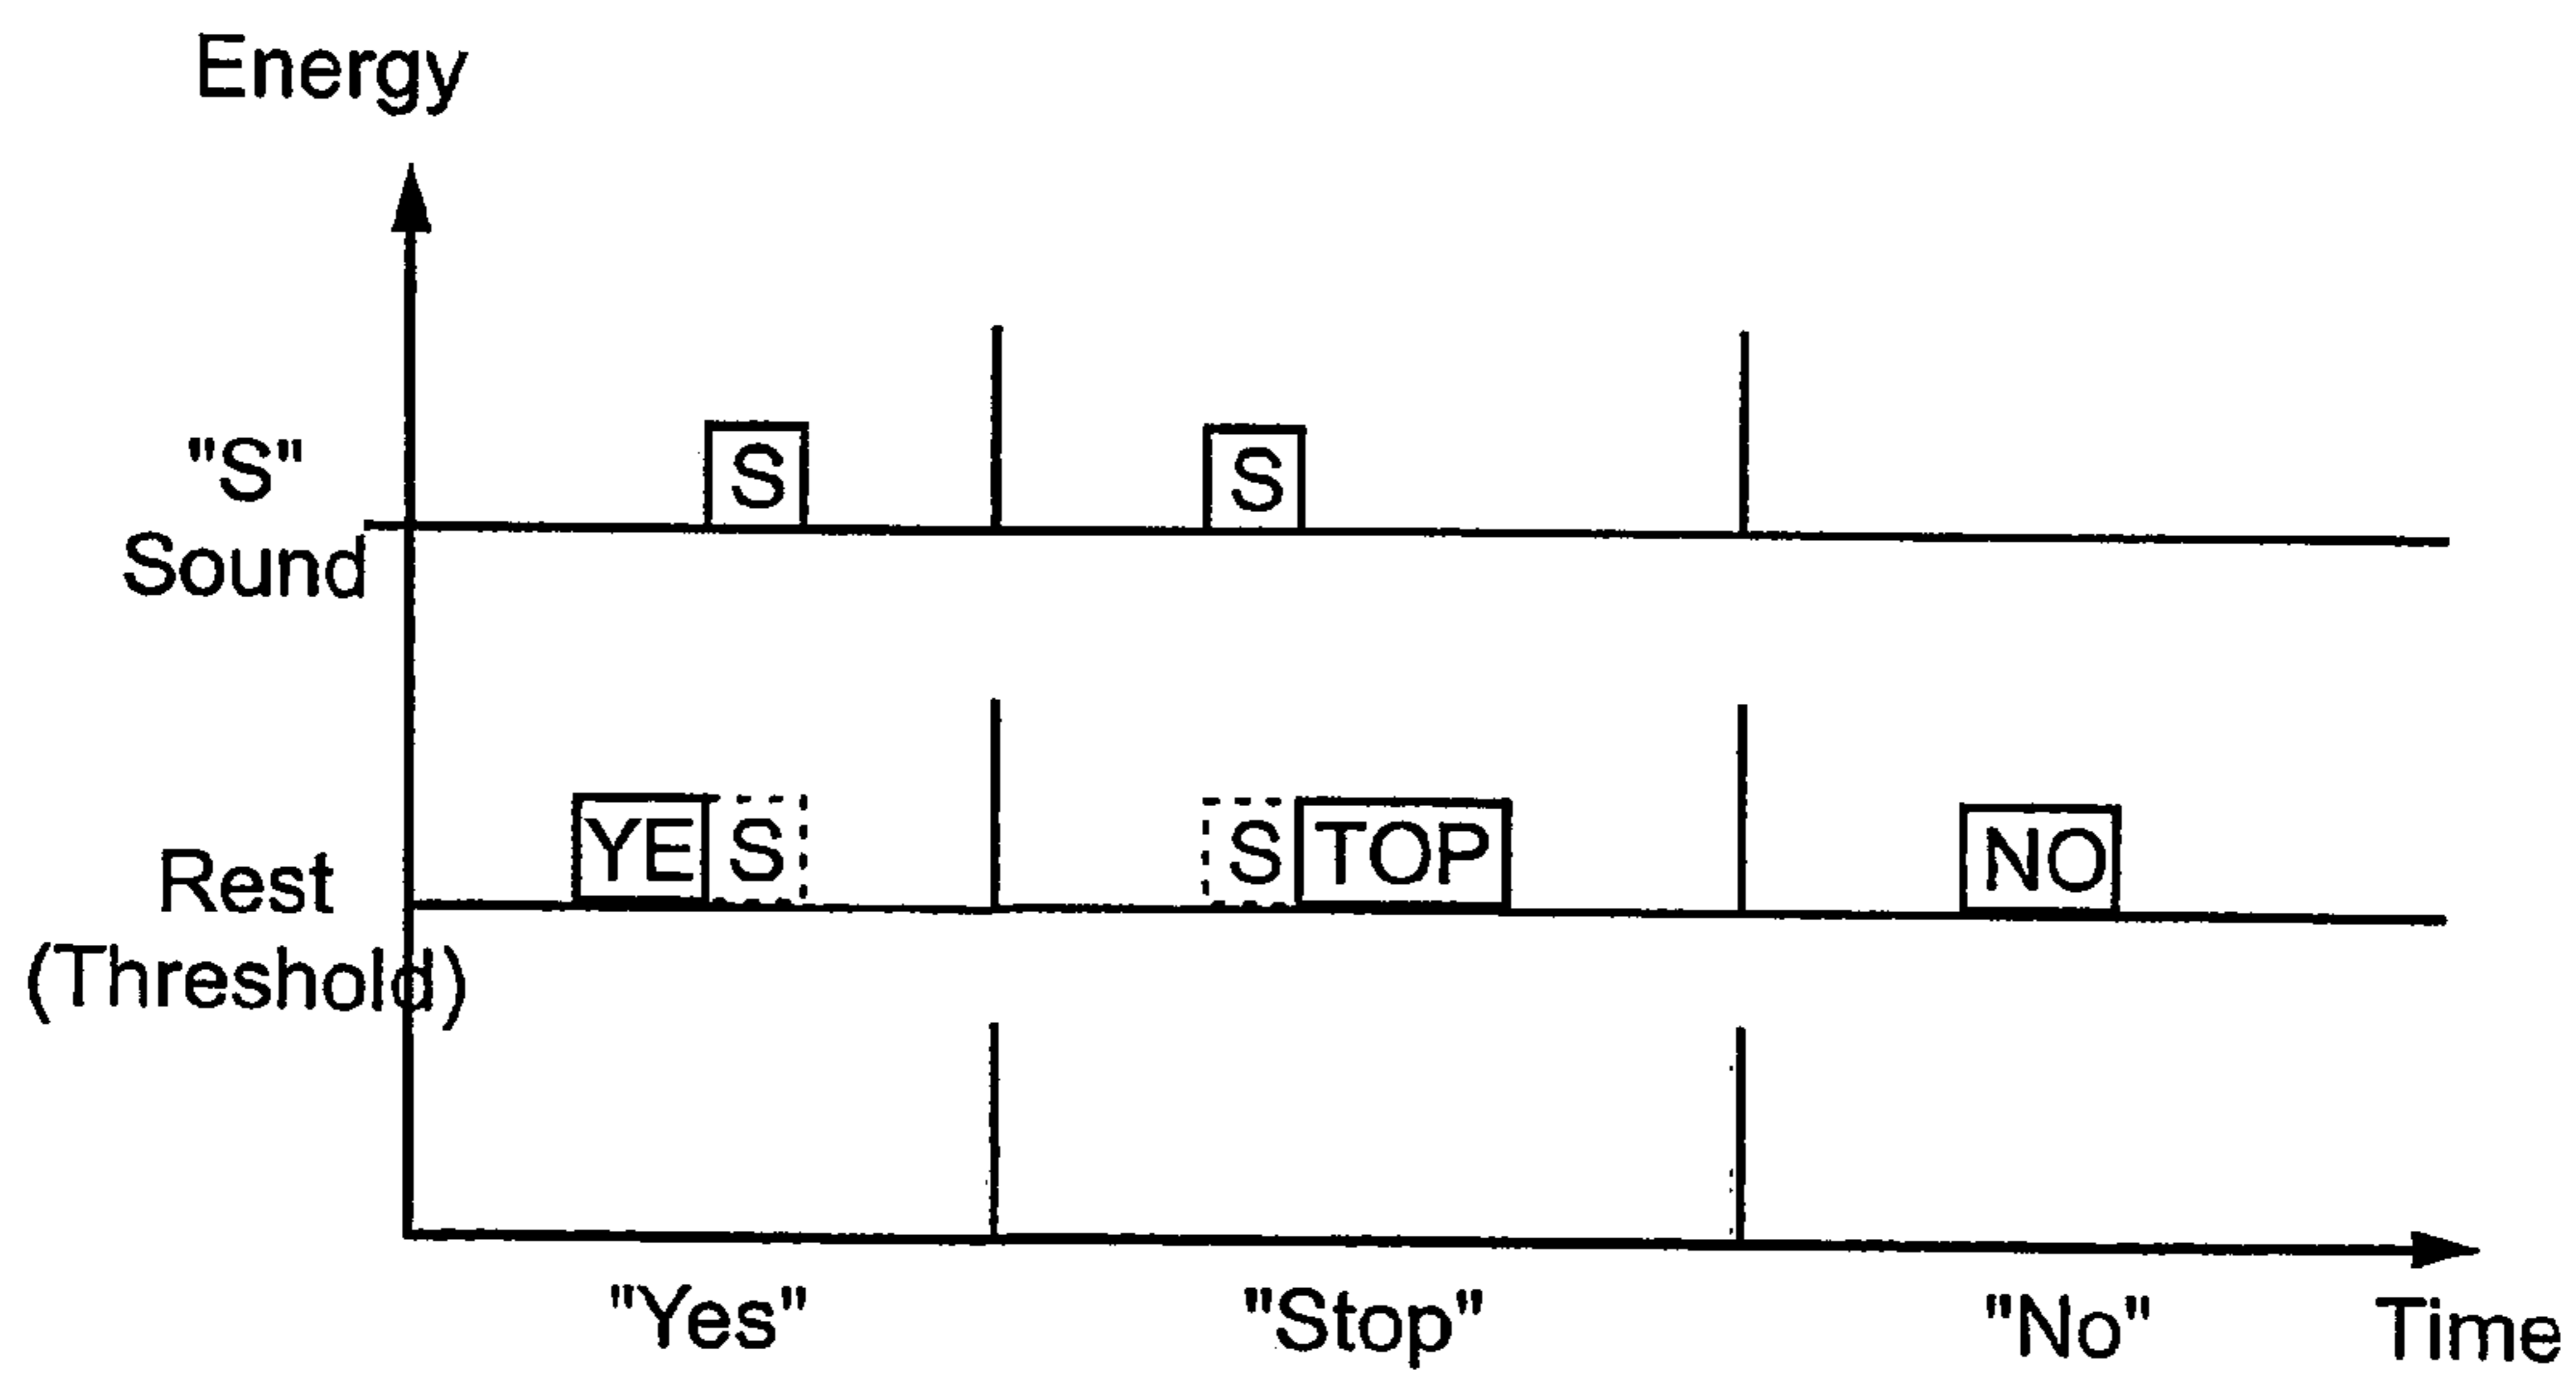 Energy
"S"
Sound
S
S
Rest
(Threshold)
YE
S
S
TOP
NO
"Yes"
"Stop"
"No"
Time